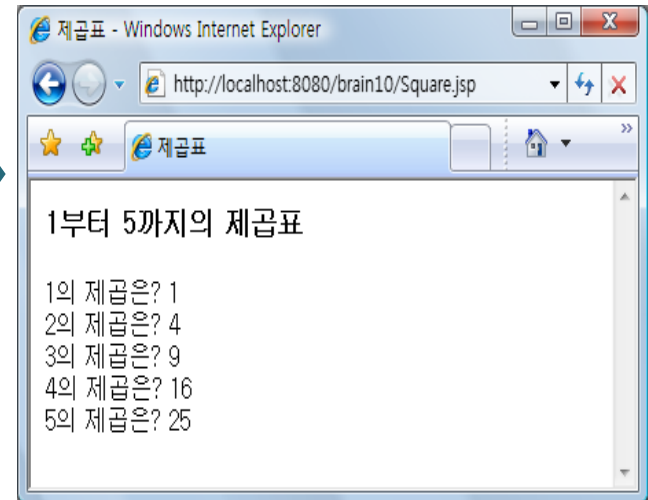 제곱표 - Windows Internet Explorer
http://localhost:8080/brain10/Square.jsp
제곱표
1부터 5까지의 제곱표
1의 제곱은? 1
2의 제곱은? 4
3의 제곱은? 9
4의 제곱은? 16
5의 제곱은? 25